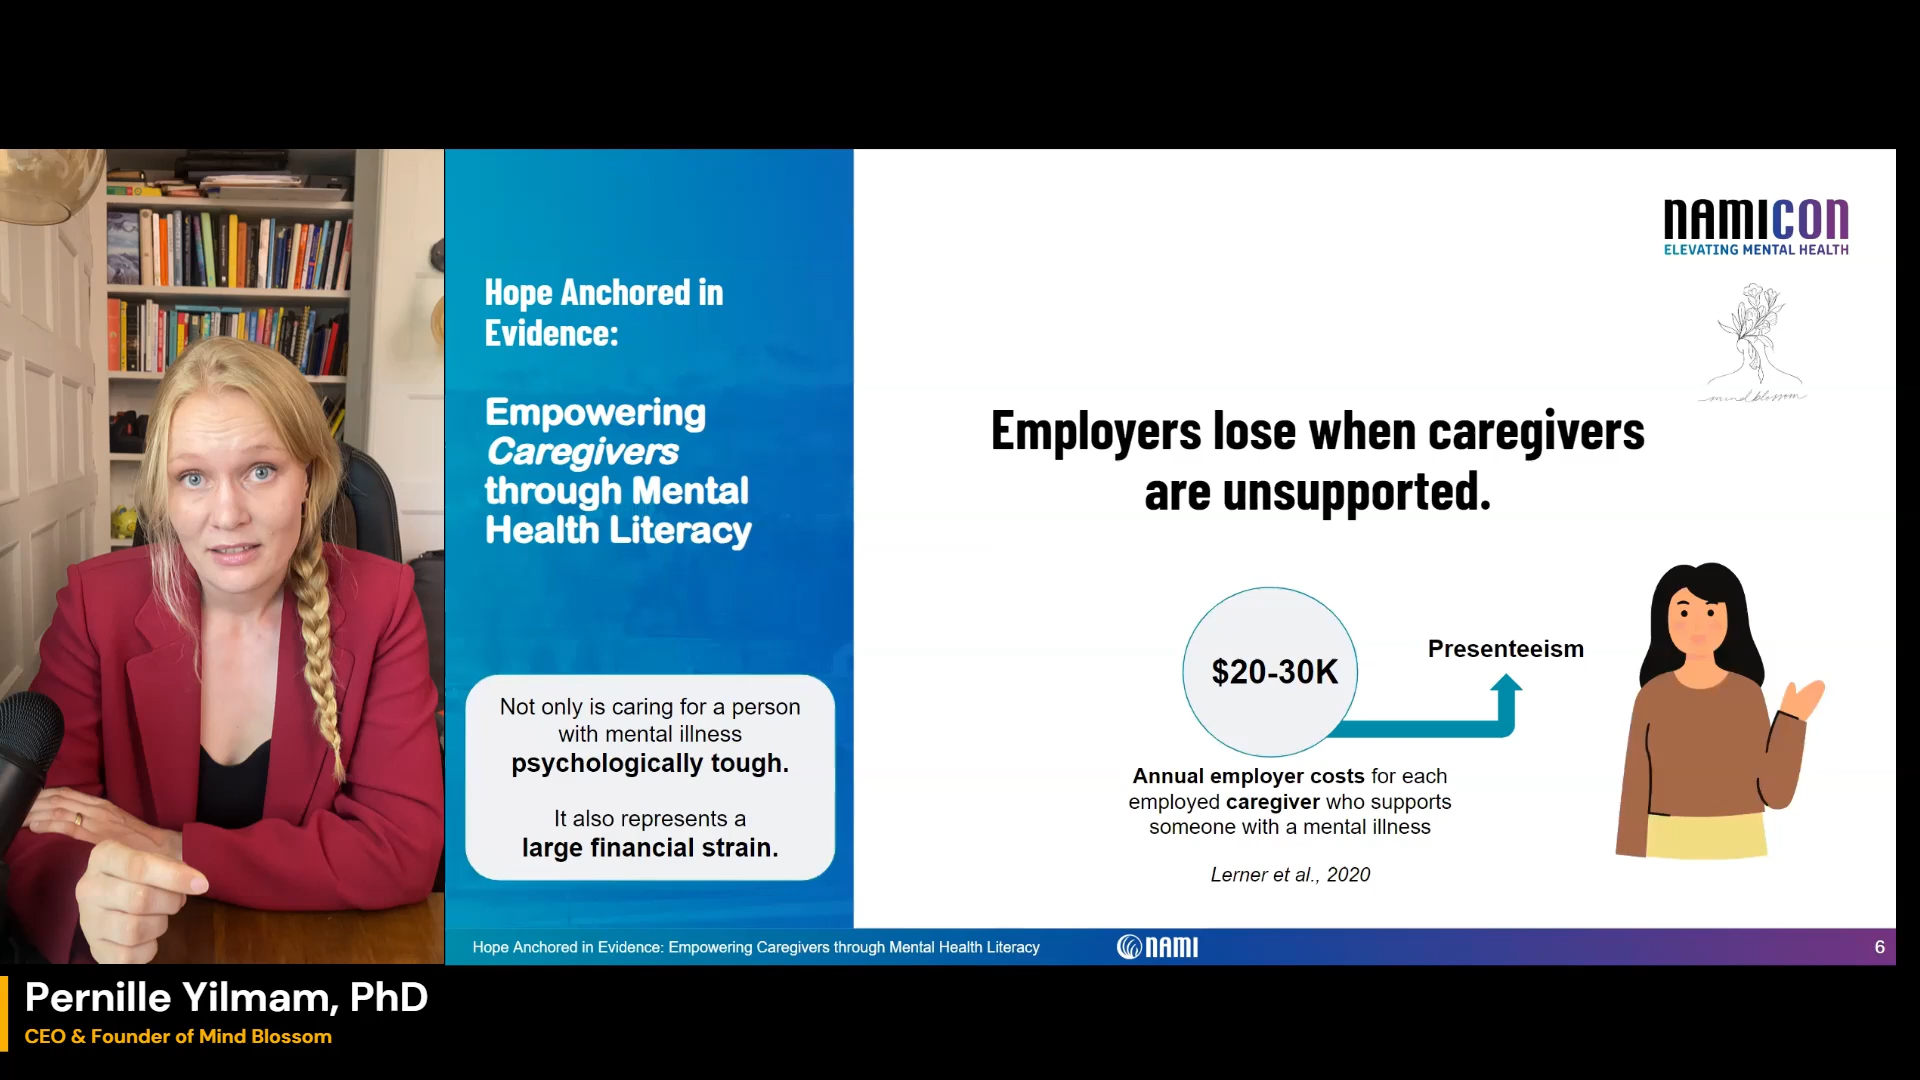 Hope Anchored in
Evidence:
Empowering
Caregivers
through Mental
Health Literacy
Not only is caring for a person
with mental illness
psychologically tough.
It also represents a
large financial strain.
NAMICON
ELEVATING MENTAL HEALTH
mindblossom
Employers lose when caregivers
are unsupported.
$20-30K
Presenteeism
Annual employer costs for each
employed caregiver who supports
someone with a mental illness
Lerner et al., 2020
Hope Anchored in Evidence: Empowering Caregivers through Mental Health Literacy
NAMI
6
Pernille Yilmam, PhD
CEO & Founder of Mind Blossom